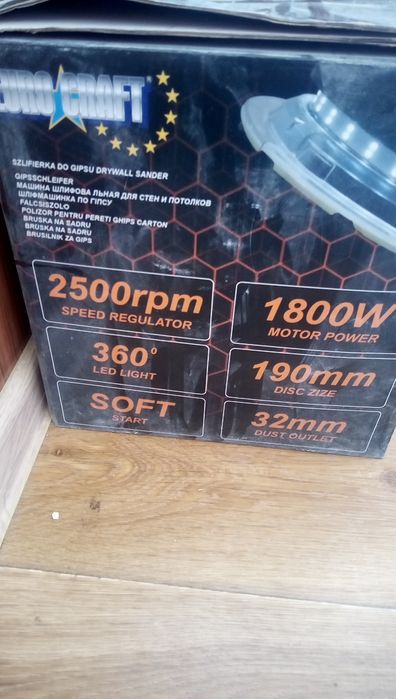 EURO CRAFT
SZLIFIERKA DO GIPSU DRYWALL SANDER
GIPSSCHLEIFER
МАШИНА ШЛИФОВА ЛЬНАЯ ДЛЯ СТЕН И ПОТОЛКОВ
ШЛІФМАШИНКА ПО ГІПСУ
FALCSISZOLO
POLIZOR PENTRU PERETI GHIPS CARTON
BRUSKA NA SADRU
BRUSKA NA SADRU
BRUSILNIK ZA GIPS
2500rpm
SPEED REGULATOR
1800W
MOTOR POWER
360°
LED LIGHT
190mm
DISC ZIZE
SOFT
START
32mm
DUST OUTLET